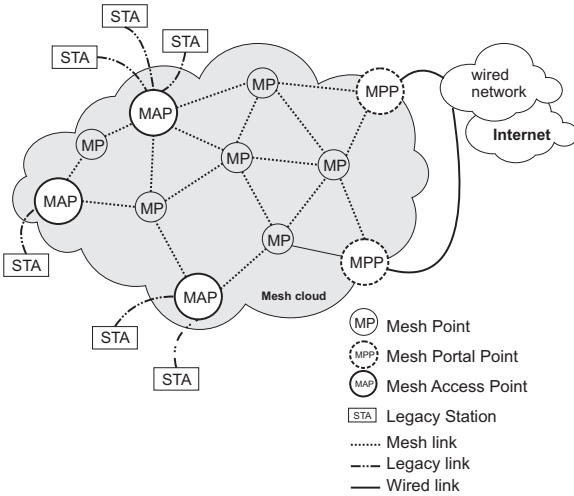 STA
STA
STA
MAP
MP
MPP
wired
network
Internet
MP
MP
MP
MAP
MP
MP
STA
MPP
MAP
Mesh cloud
STA
STA
MP Mesh Point
MPP Mesh Portal Point
MAP Mesh Access Point
STA Legacy Station
Mesh link
Legacy link
Wired link